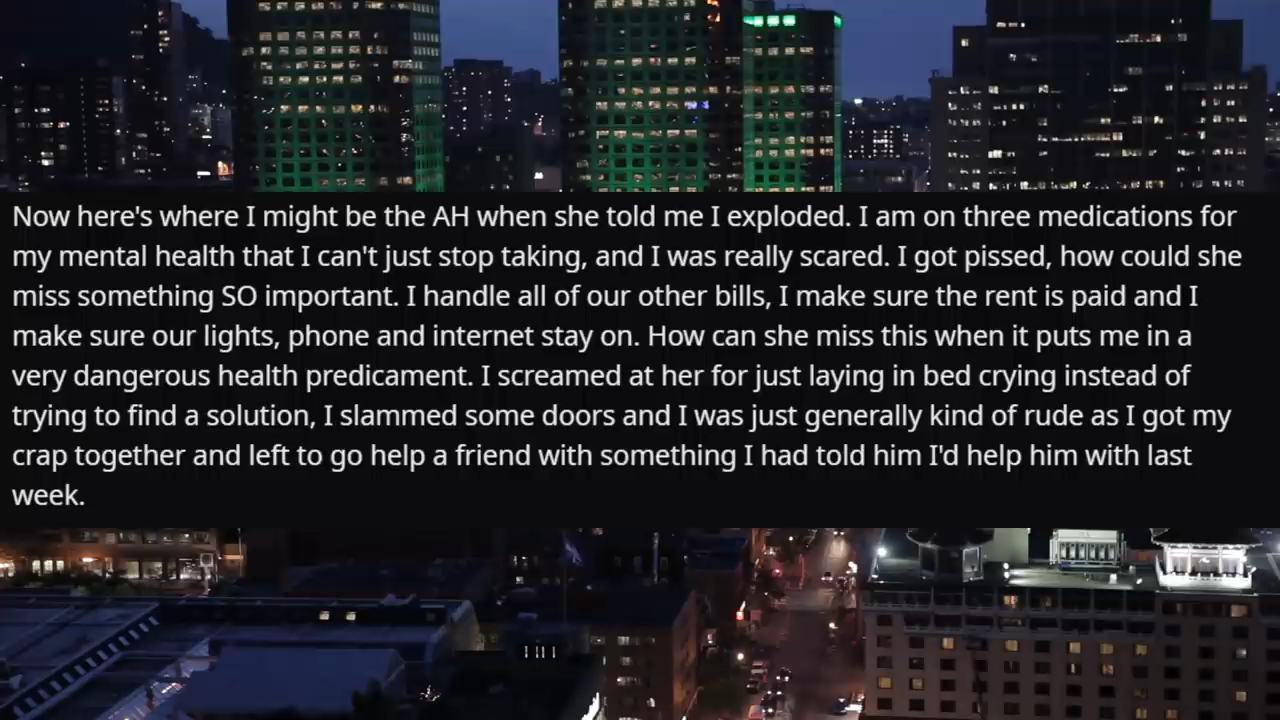 Now here's where I might be the AH when she told me I exploded. I am on three medications for
my mental health that I can't just stop taking, and I was really scared. I got pissed, how could she
miss something SO important. I handle all of our other bills, I make sure the rent is paid and I
make sure our lights, phone and internet stay on. How can she miss this when it puts me in a
very dangerous health predicament. I screamed at her for just laying in bed crying instead of
trying to find a solution, I slammed some doors and I was just generally kind of rude as I got my
crap together and left to go help a friend with something I had told him I'd help him with last
week.